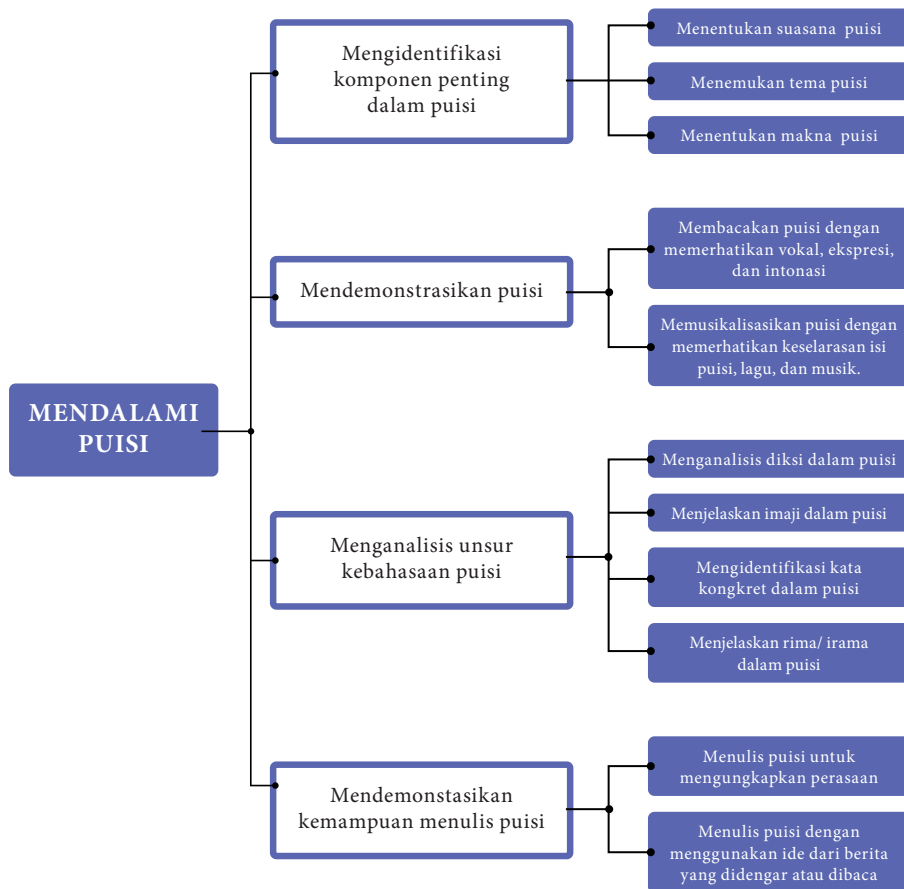 MENDALAMI
PUISI
Mengidentifikasi
komponen penting
dalam puisi
Menentukan suasana puisi
Menemukan tema puisi
Menentukan makna puisi
Mendemonstrasikan puisi
Membacakan puisi dengan
memerhatikan vokal, ekspresi,
dan intonasi
Memusikalisasikan puisi dengan
memerhatikan keselarasan isi
puisi, lagu, dan musik.
Menganalisis unsur
kebahasaan puisi
Menganalisis diksi dalam puisi
Menjelaskan imaji dalam puisi
Mengidentifikasi kata
kongkret dalam puisi
Menjelaskan rima/ irama
dalam puisi
Mendemonstasikan
kemampuan menulis puisi
Menulis puisi untuk
mengungkapkan perasaan
Menulis puisi dengan
menggunakan ide dari berita
yang didengar atau dibaca